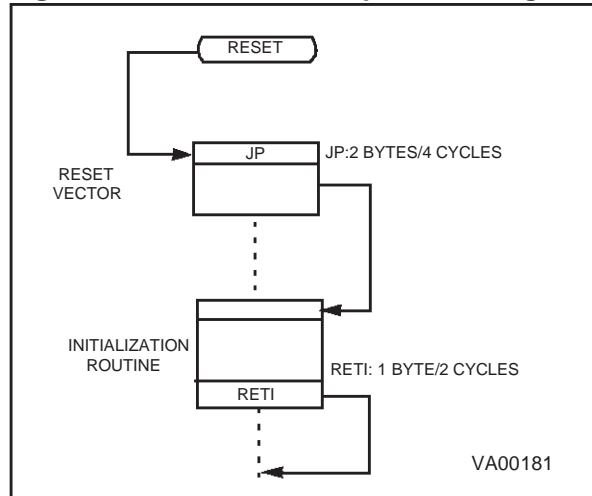 RESET
JP
JP:2 BYTES/4 CYCLES
RESET
VECTOR
INITIALIZATION
ROUTINE
RETI: 1 BYTE/2 CYCLES
RETI
VA00181